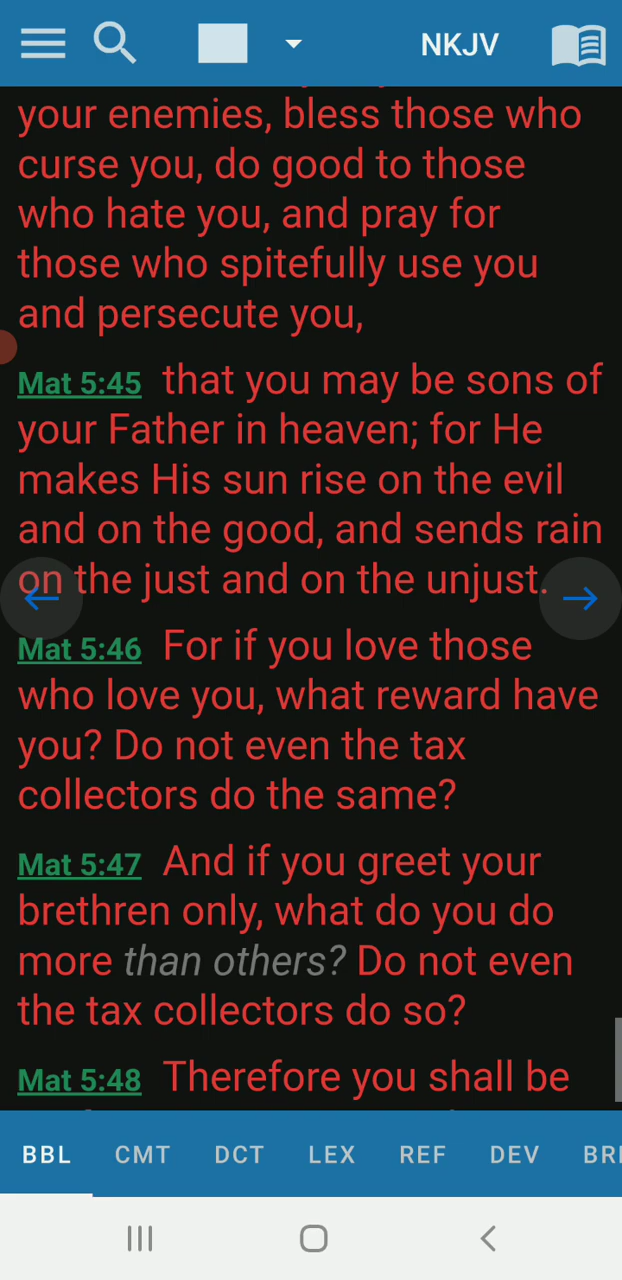 NKJV
your enemies, bless those who
curse you, do good to those
who hate you, and pray for
those who spitefully use you
and persecute you,
Mat 5:45 that you may be sons of
your Father in heaven; for He
makes His sun rise on the evil
and on the good, and sends rain
on the just and on the unjust.
Mat 5:46 For if you love those
who love you, what reward have
you? Do not even the tax
collectors do the same?
Mat 5:47 And if you greet your
brethren only, what do you do
more than others? Do not even
the tax collectors do so?
Mat 5:48 Therefore you shall be
BBL CMT DCT LEX REF DEV BRI